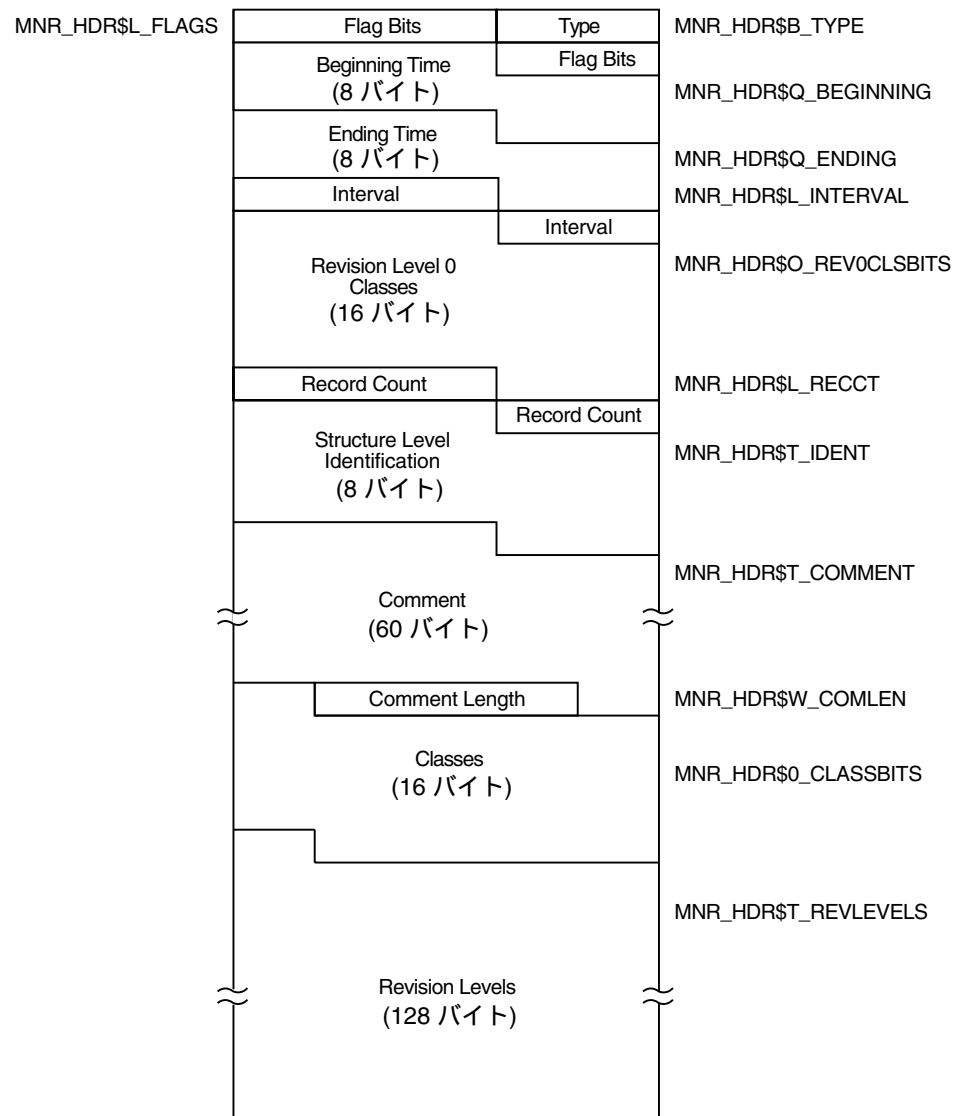 MNR_HDR$L_FLAGS Flag Bits Type MNR_HDR$B_TYPE
Flag Bits
Beginning Time
(8 バイト)
MNR_HDR$Q_BEGINNING
Ending Time
(8 バイト)
MNR_HDR$Q_ENDING
Interval MNR_HDR$L_INTERVAL
Interval
Revision Level 0
Classes
(16 バイト)
MNR_HDR$O_REV0CLSBITS
Record Count MNR_HDR$L_RECCT
Record Count
Structure Level
Identification
(8 バイト)
MNR_HDR$T_IDENT
MNR_HDR$T_COMMENT
Comment
(60 バイト)
Comment Length MNR_HDR$W_COMLEN
Classes
(16 バイト)
MNR_HDR$0_CLASSBITS
MNR_HDR$T_REVLEVELS
Revision Levels
(128 バイト)